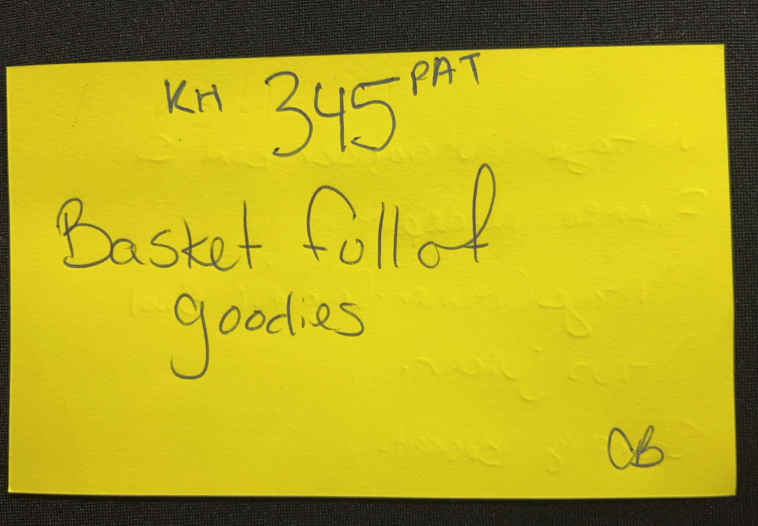 KH 345 PAT
Basket full of
goodies
CB